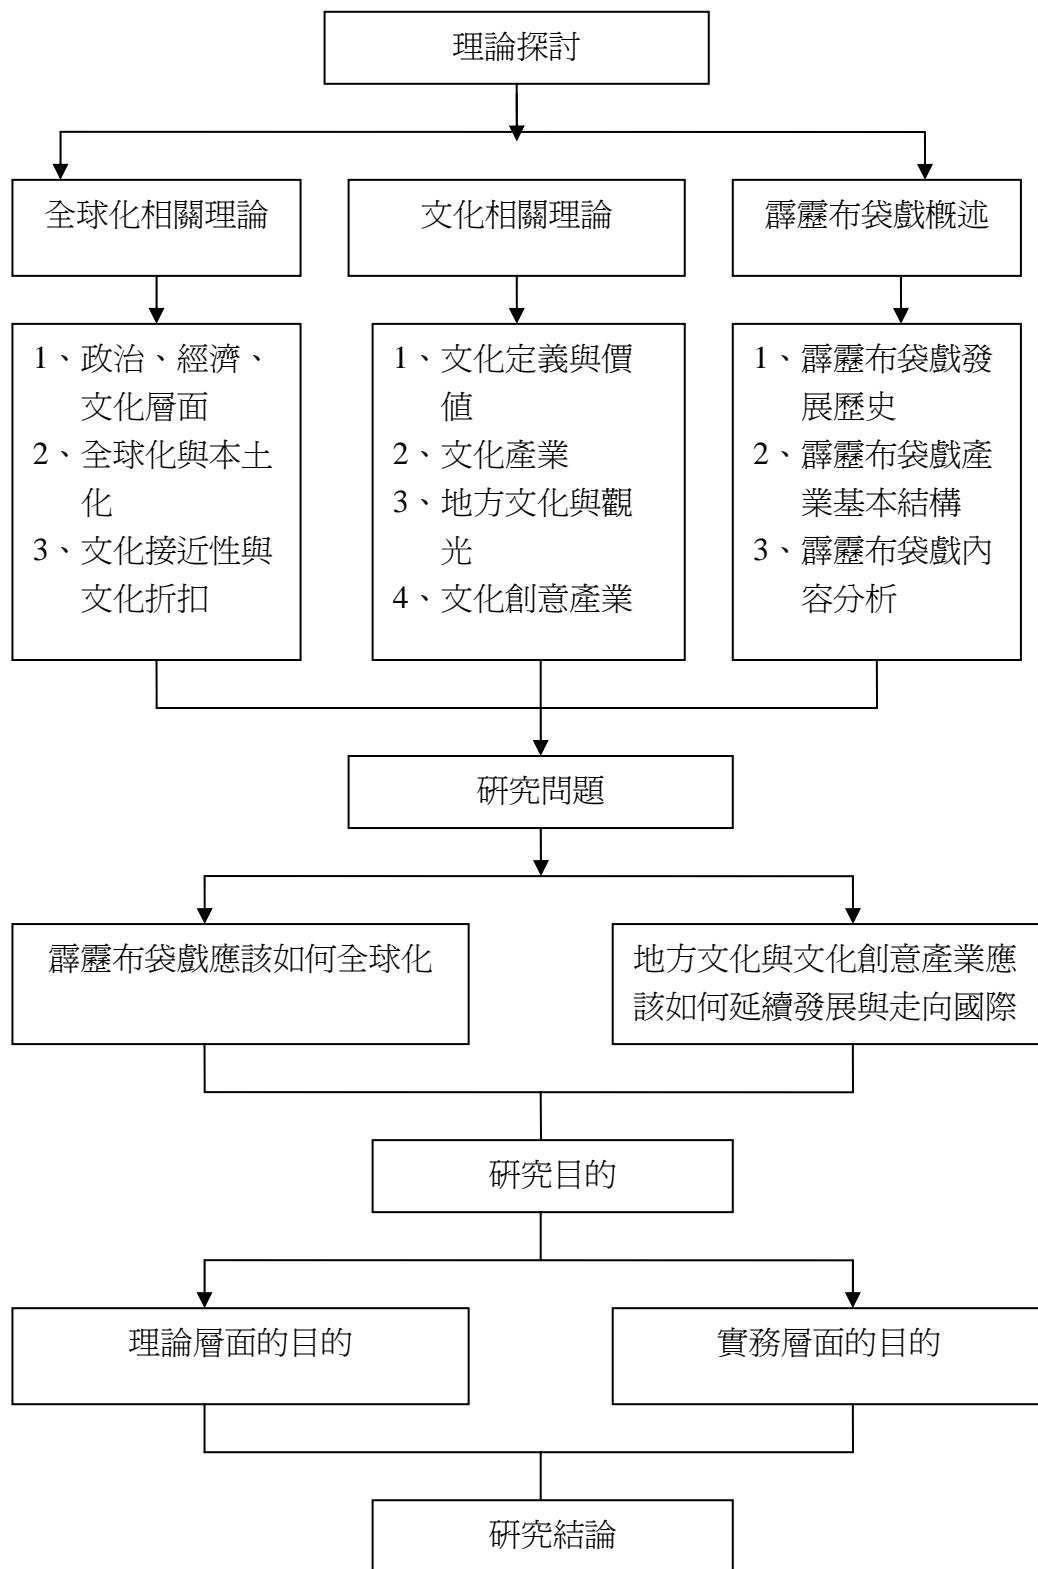 理論探討
全球化相關理論
文化相關理論
霹靂布袋戲概述
1、政治、經濟、
文化層面
2、全球化與本土
化
3、文化接近性與
文化折扣
1、文化定義與價
值
2、文化產業
3、地方文化與觀
光
4、文化創意產業
1、霹靂布袋戲發
展歷史
2、霹靂布袋戲產
業基本結構
3、霹靂布袋戲內
容分析
研究問題
霹靂布袋戲應該如何全球化
地方文化與文化創意產業應
該如何延續發展與走向國際
研究目的
理論層面的目的
實務層面的目的
研究結論